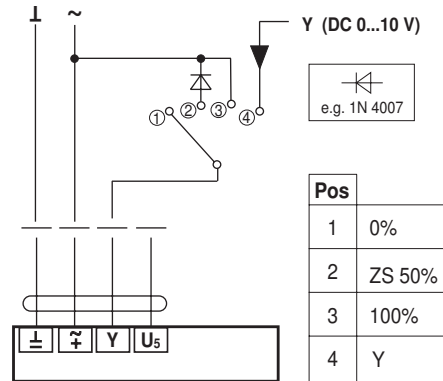 ⊥ ~
Y (DC 0...10 V)
① ② ③ ④
e.g. 1N 4007
Pos
1 0%
2 ZS 50%
3 100%
4 Y
⊥ ~ Y U5
− +